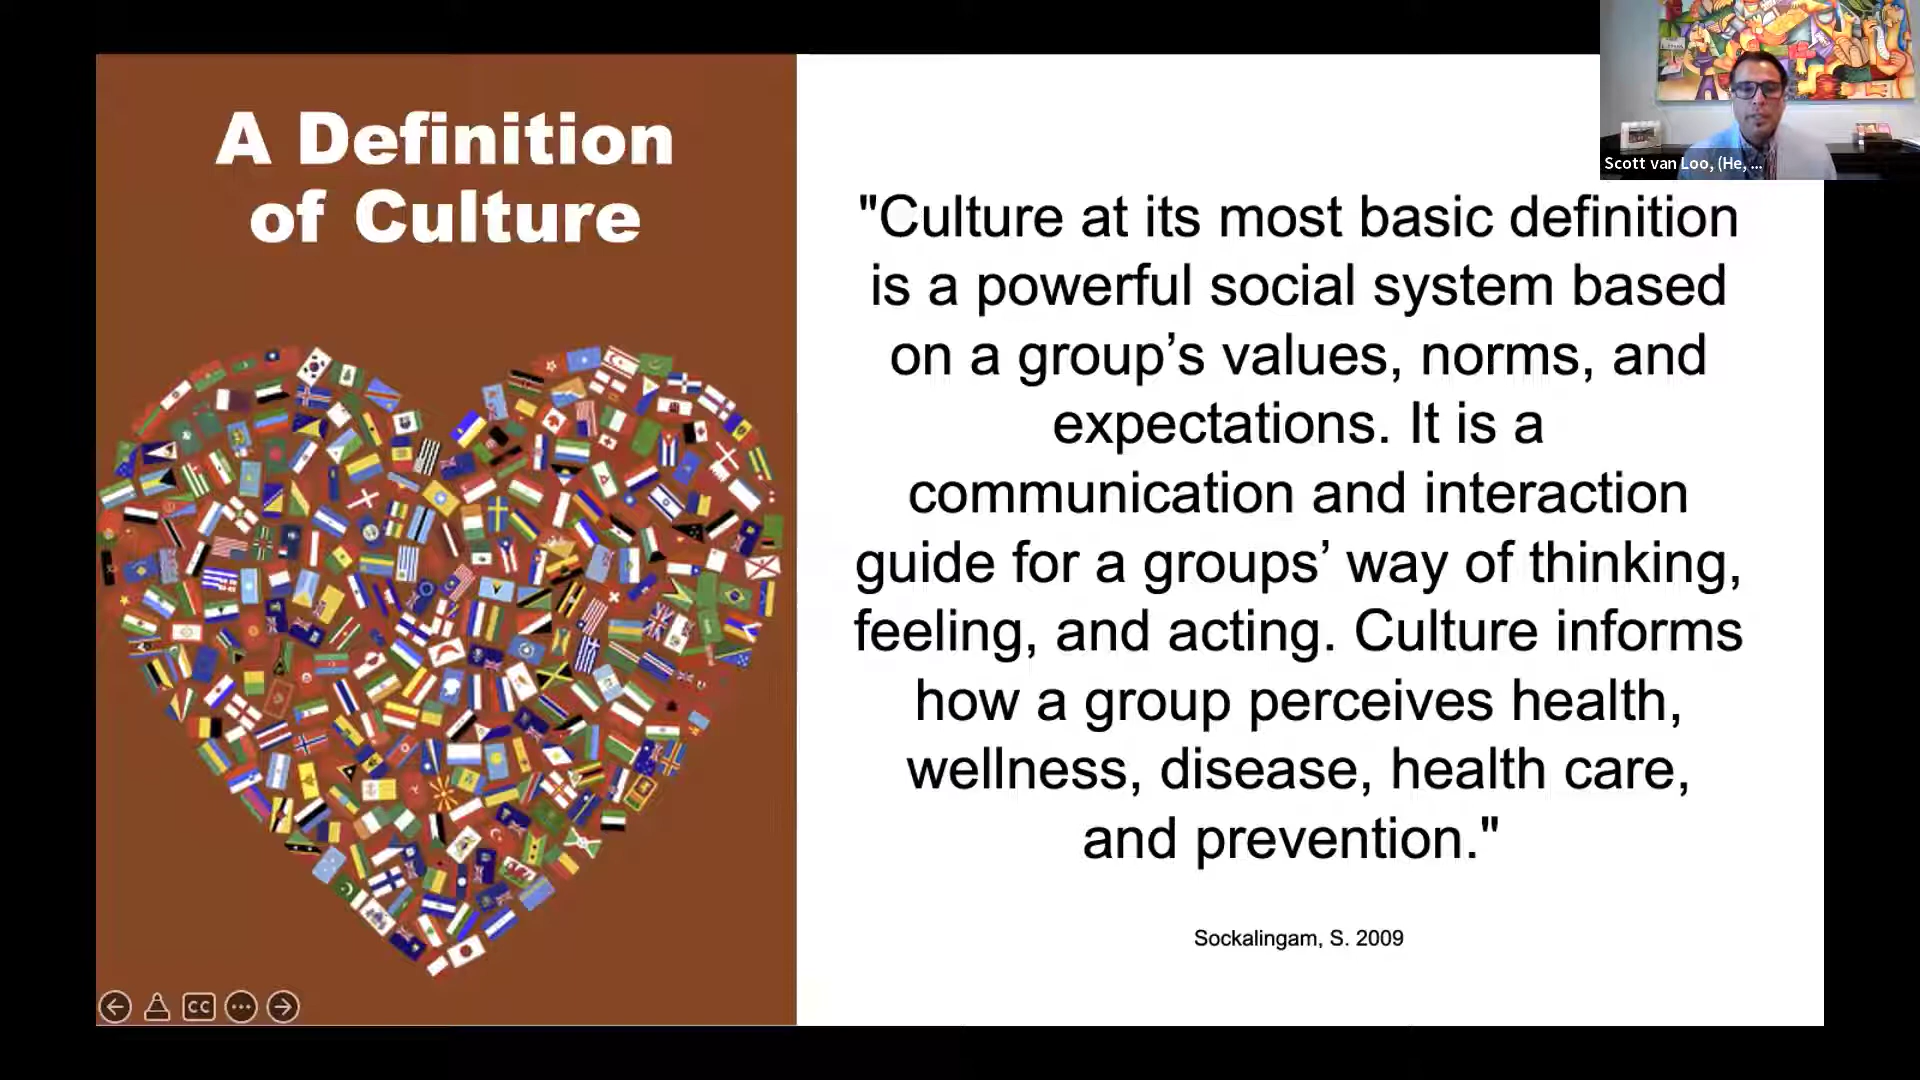 A Definition
of Culture
"Culture at its most basic definition
is a powerful social system based
on a group’s values, norms, and
expectations. It is a
communication and interaction
guide for a groups’ way of thinking,
feeling, and acting. Culture informs
how a group perceives health,
wellness, disease, health care,
and prevention."
Sockalingam, S. 2009
Scott van Loo, (He, ...
CC